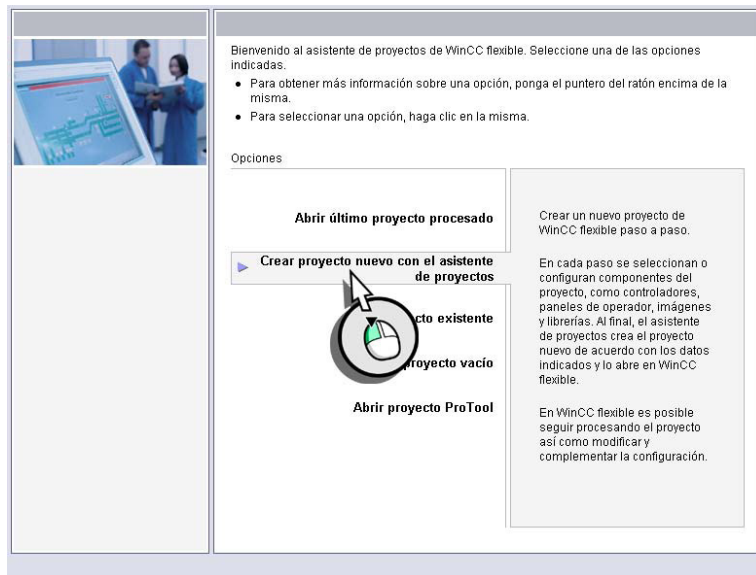 Bienvenido al asistente de proyectos de WinCC flexible. Seleccione una de las opciones
indicadas.
• Para obtener más información sobre una opción, ponga el puntero del ratón encima de la
misma.
• Para seleccionar una opción, haga clic en la misma.
Opciones
Abrir último proyecto procesado
Crear proyecto nuevo con el asistente
de proyectos
existente
proyecto vacío
Abrir proyecto ProTool
Crear un nuevo proyecto de
WinCC flexible paso a paso.
En cada paso se seleccionan o
configuran componentes del
proyecto, como controladores,
paneles de operador, imágenes
y librerías. Al final, el asistente
de proyectos crea el proyecto
nuevo de acuerdo con los datos
indicados y lo abre en WinCC
flexible.
En WinCC flexible es posible
seguir procesando el proyecto
así como modificar y
complementar la configuración.